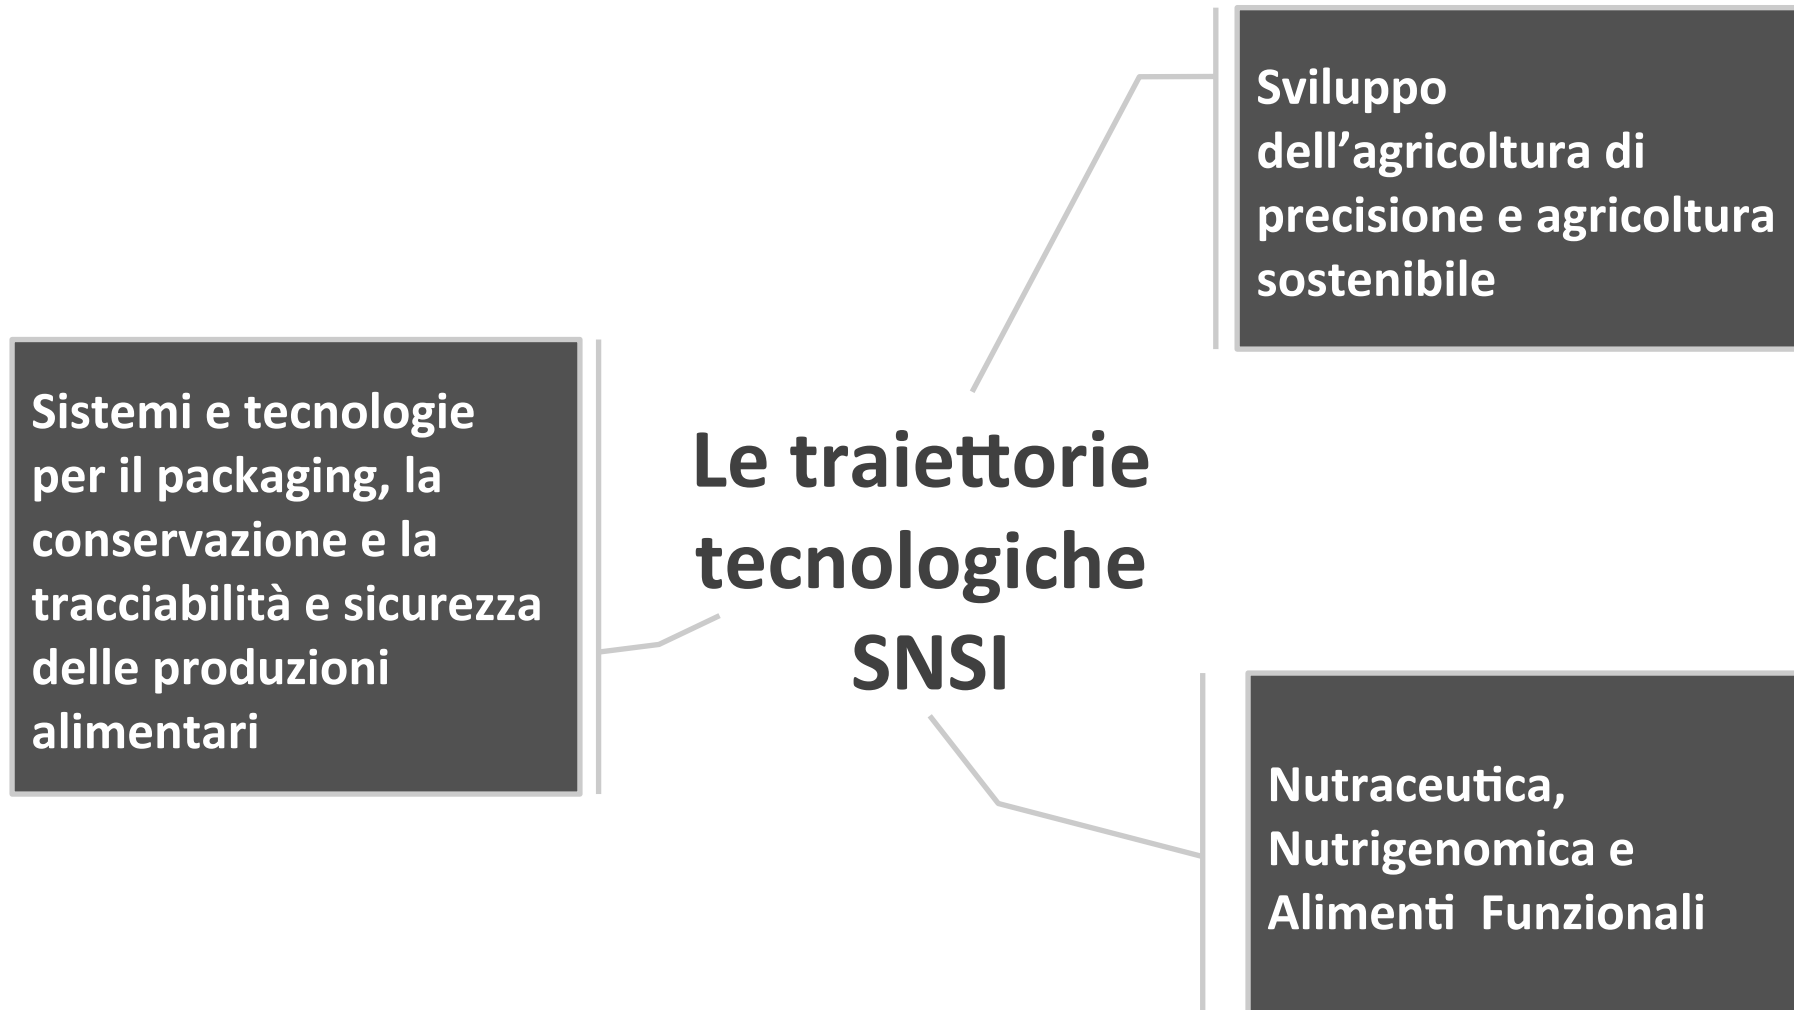 Le traiettorie
tecnologiche
SNSI
Sviluppo
dell’agricoltura di
precisione e agricoltura
sostenibile
Sistemi e tecnologie
per il packaging, la
conservazione e la
tracciabilità e sicurezza
delle produzioni
alimentari
Nutraceutica,
Nutrigenomica e
Alimenti  Funzionali